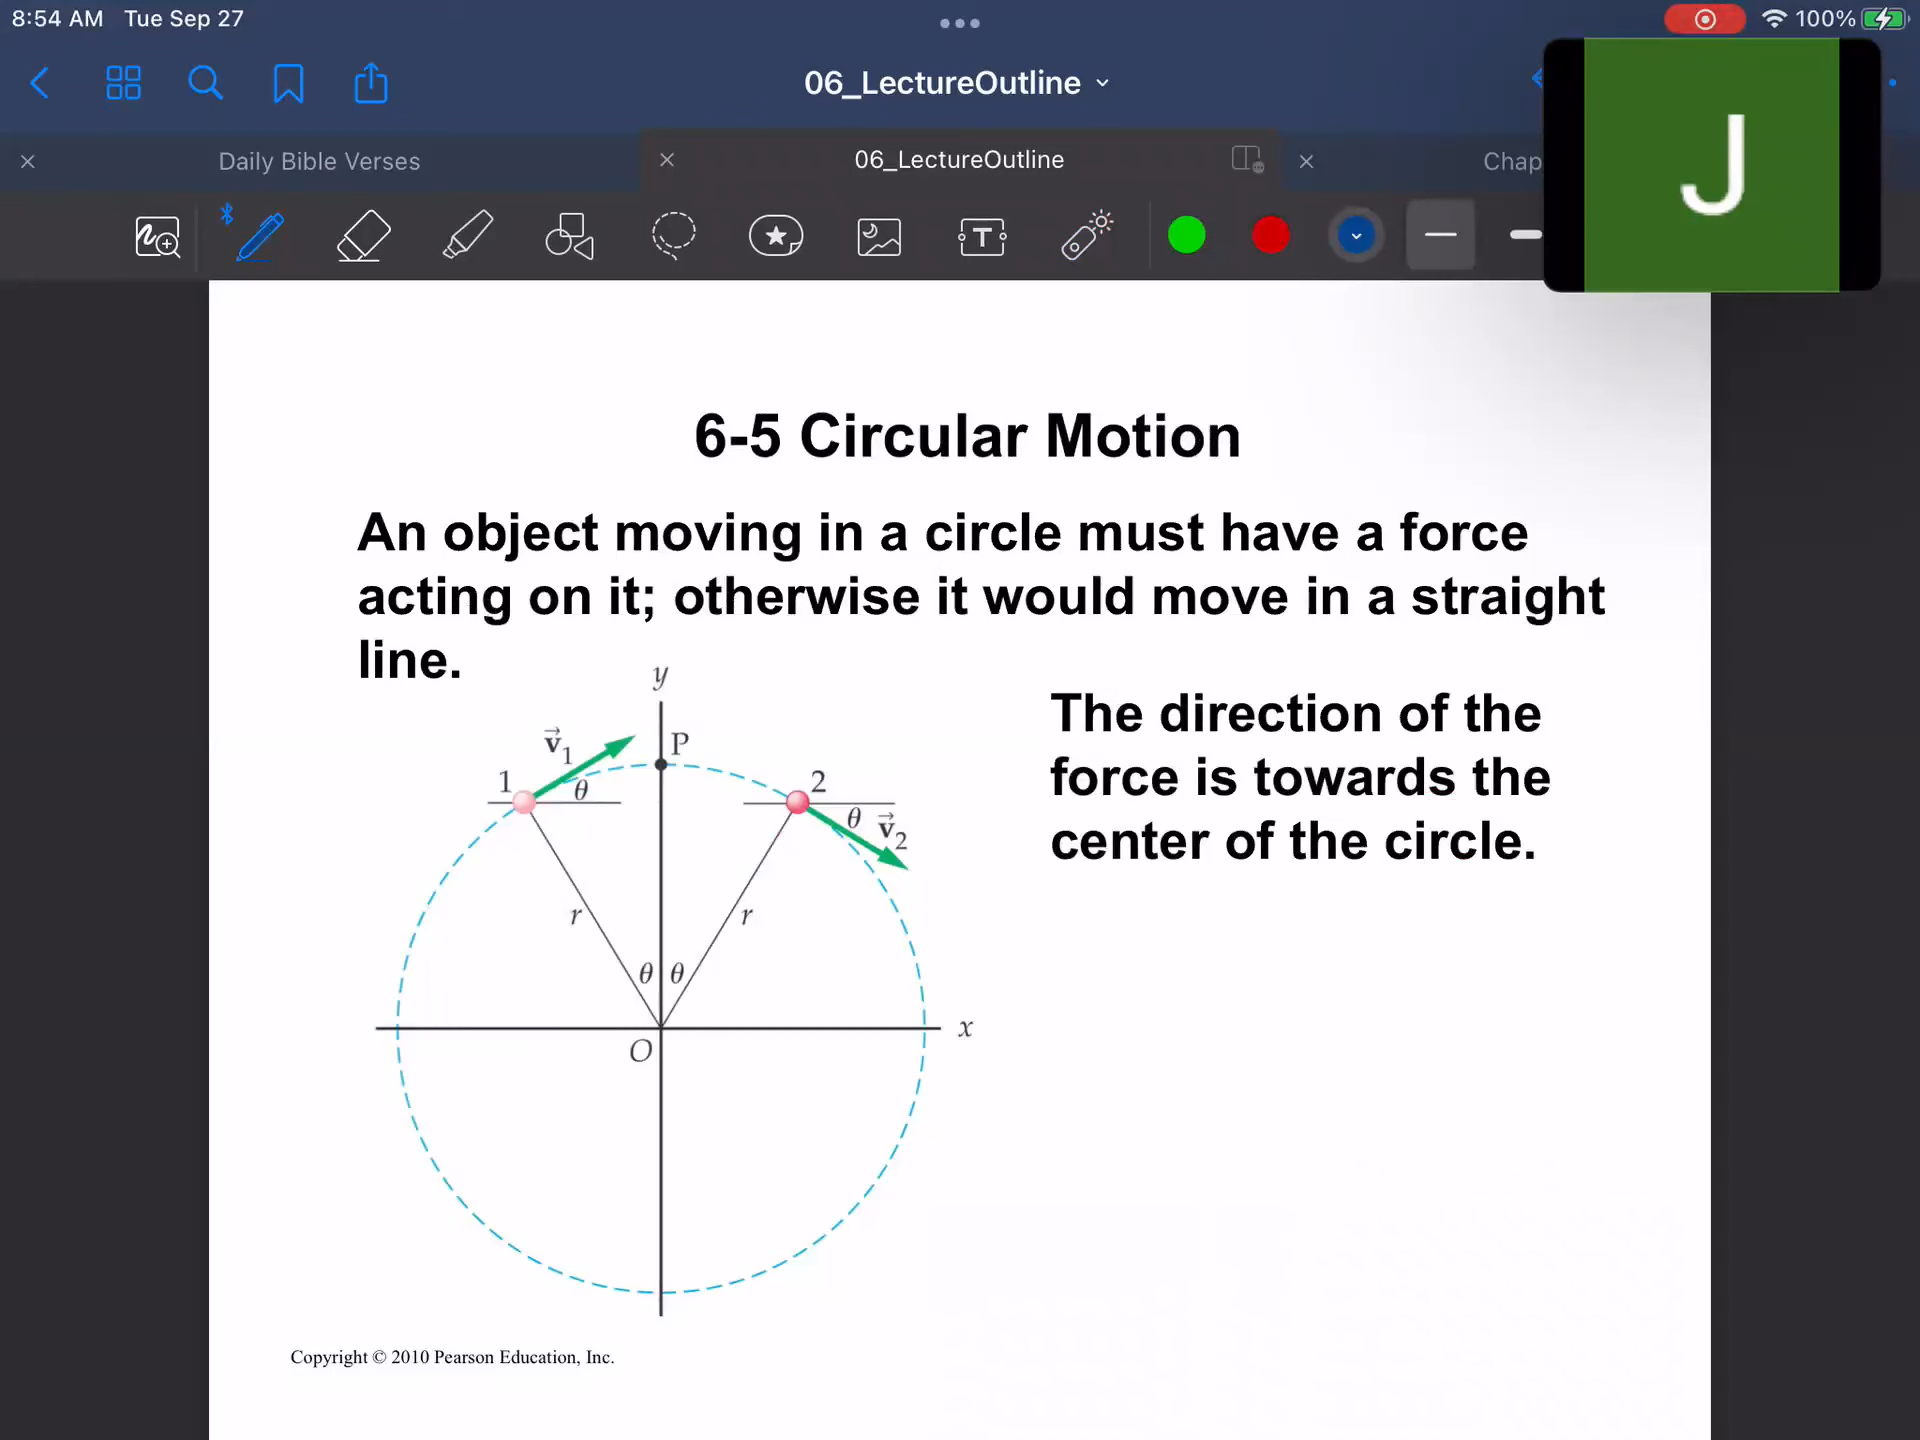 8:54 AM Tue Sep 27
100%
06_LectureOutline
Daily Bible Verses
06_LectureOutline
Chap
T
J
6-5 Circular Motion
An object moving in a circle must have a force
acting on it; otherwise it would move in a straight
line.
The direction of the
force is towards the
center of the circle.
y
v⃗₁
P
1
θ
2
θ
v⃗₂
r
r
θ
θ
x
O
Copyright © 2010 Pearson Education, Inc.